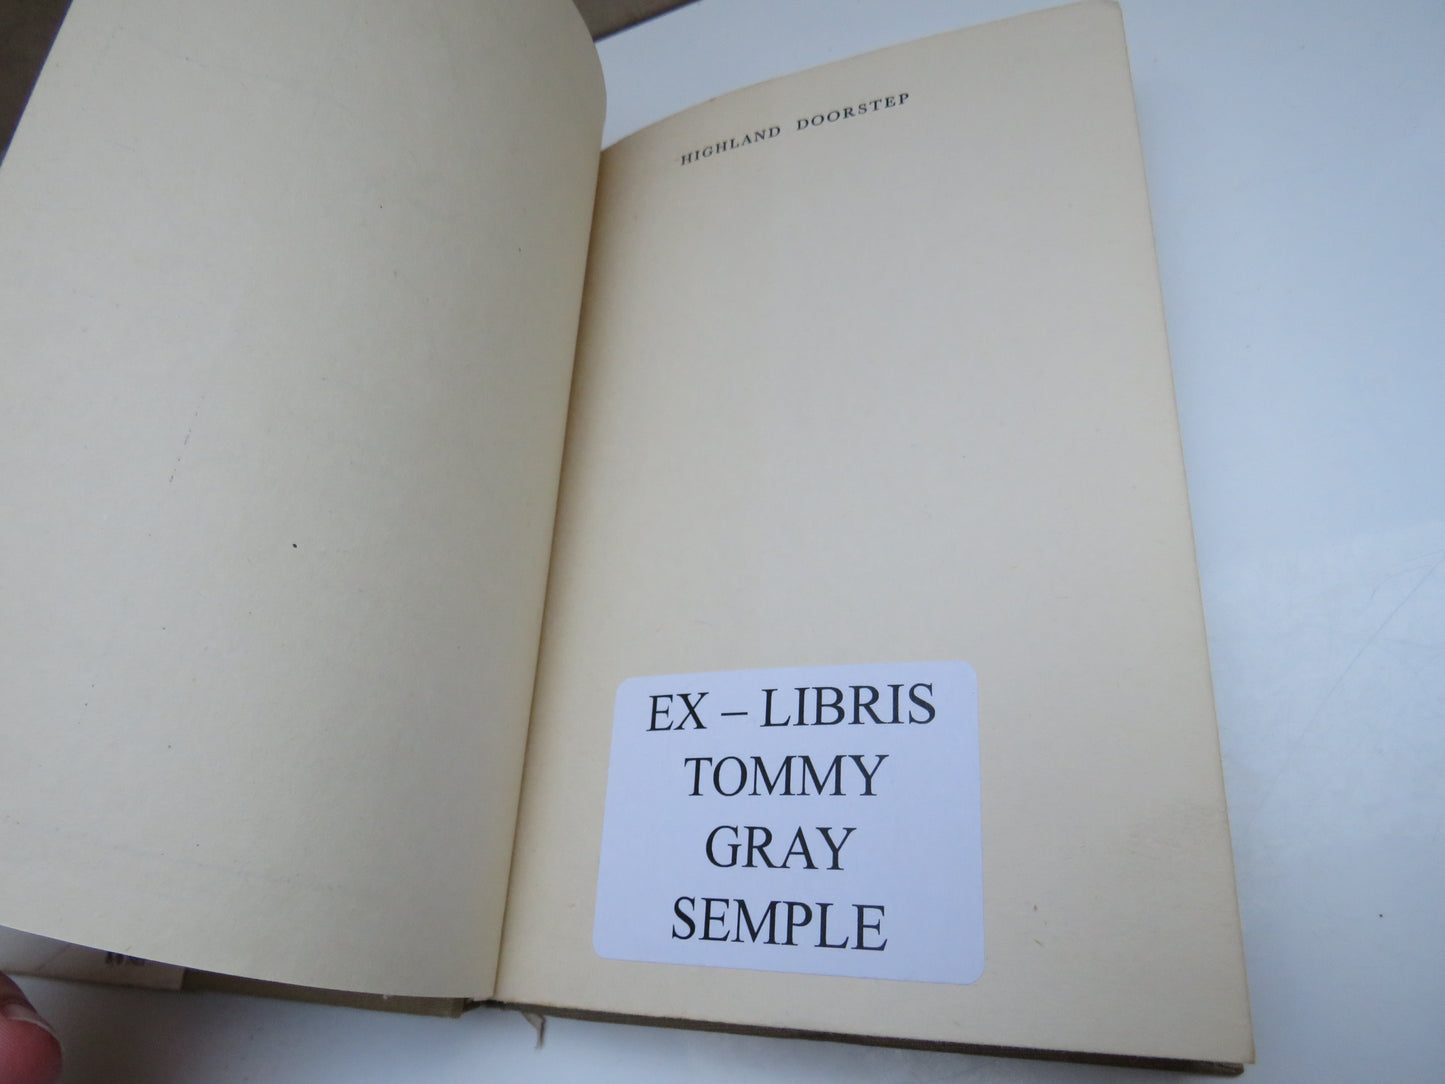 HIGHLAND DOORSTEP
EX – LIBRIS
TOMMY
GRAY
SEMPLE